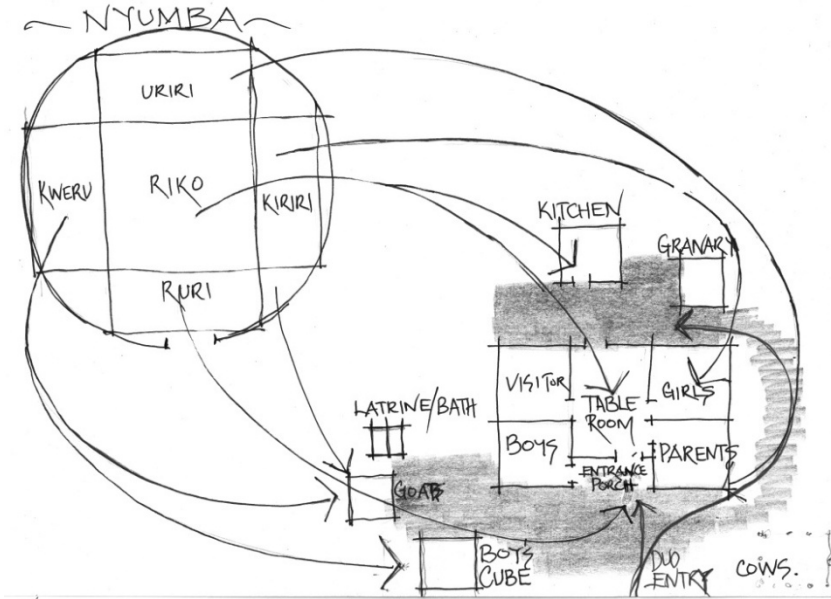 ~ NYUMBA ~
URIRI
KWERU
RIKO
KIRIRI
RURI
KITCHEN
GRANARY
VISITOR
TABLE
ROOM
GIRLS
BOYS
ENTRANCE
PORCH
PARENTS
LATRINE/BATH
GOATS
BOY'S
CUBE
DUO
ENTRY
COWS.